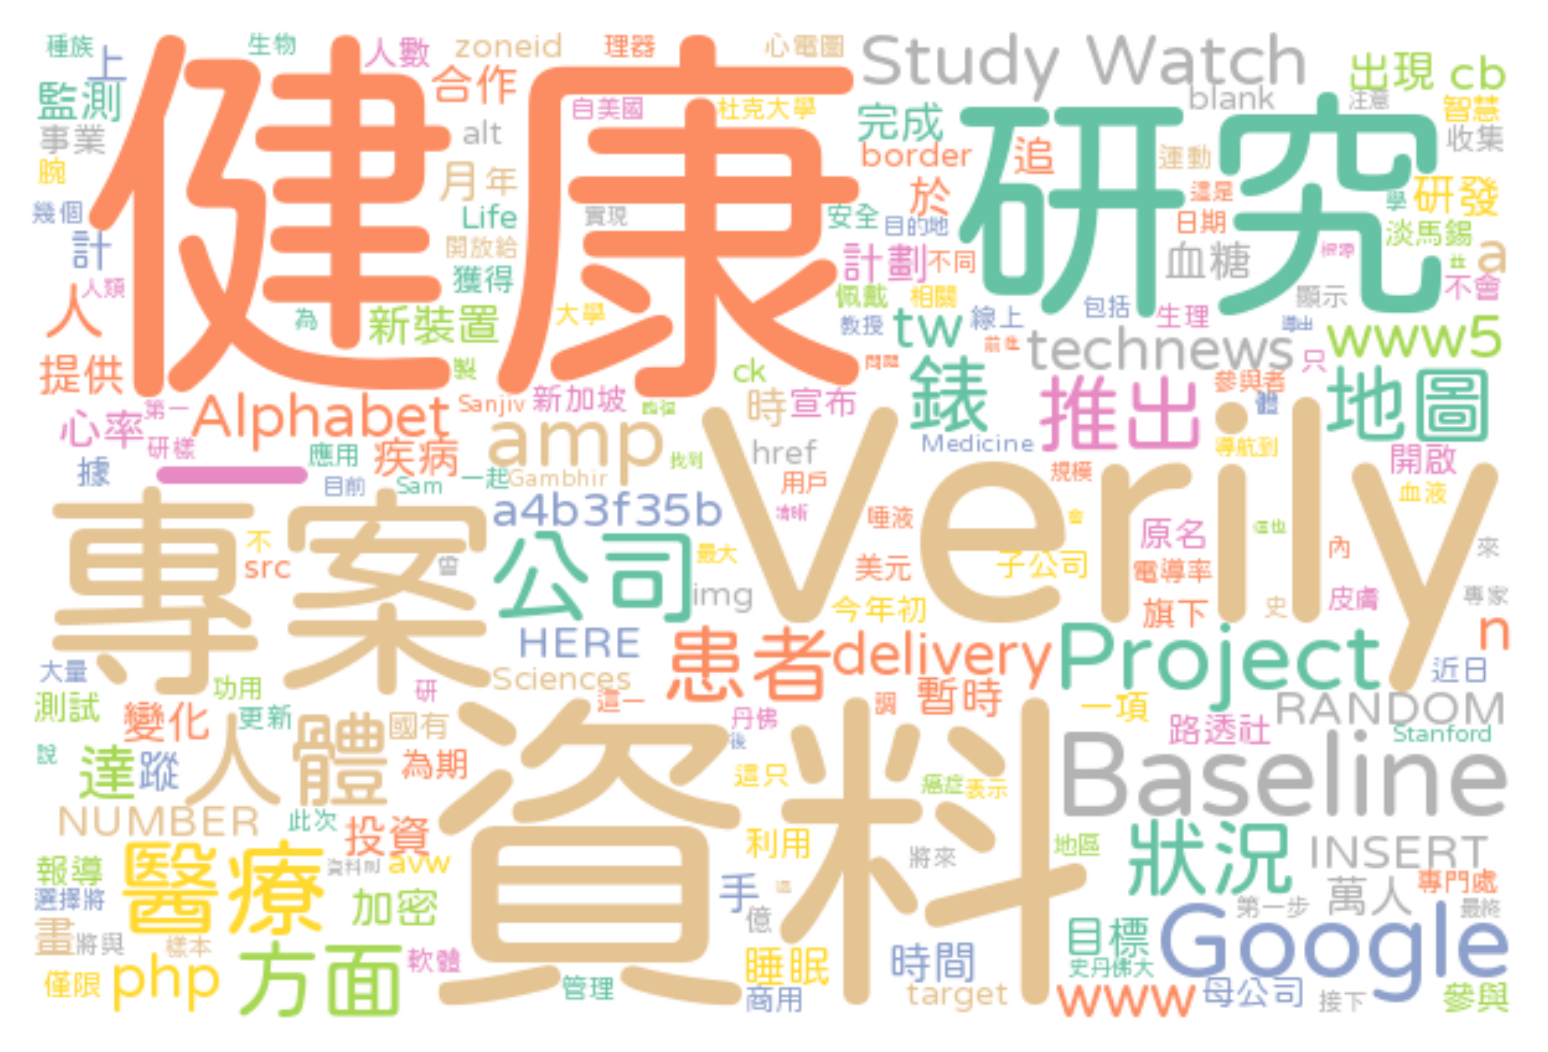 種族
生物
人數
zoneid
理器
心電圖
Study Watch
上
合作
出現
cb
監測
自美國
杜克大學
完成
blank
注意
智慧
事業
alt
border
追
運動
收集
腕
月
年
於
這是
學
研發
幾個
Life
實現
安全
目的地
日期
淡馬錫
計
開放給
健康
研究
計劃
不同
血糖
a
人類
獲得
佩戴
相關
顯示
不會
人
為
新裝置
大學
教授
tw
線上
包括
生理
www5
提供
製
ck
technews
只
心率
第一
Alphabet
Sanjiv
新加坡
時
宣布
錶
推出
參與者
體
地圖
研樣
應用
疾病
amp
找到
href
Medicine
導航到
開啟
據
一
目前
Sam
一起
Gambhir
用戶
規模
血液
a4b3f35b
清晰
唾液
Verily
會
原名
內
來
專案
不
src
曾
公司
最大
美元
子公司
電導率
img
今年初
旗下
史
皮膚
專家
HERE
患者
delivery
Project
n
大量
功用
研
Sciences
這一
調
暫時
一項
近日
測試
變化
更新
國有
丹佛
路透社
RANDOM
Stanford
說
達
蹤
人體
為期
後
這只
癌症
表示
Baseline
NUMBER
此次
投資
資料
利用
將來
地區
狀況
INSERT
報導
醫療
avw
專門處
選擇將
加密
手
億
第一步
萬人
最終
畫
將與
樣本
目標
Google
僅限
php
方面
軟體
管理
睡眠
時間
史丹佛大
商用
target
www
母公司
接下
參與